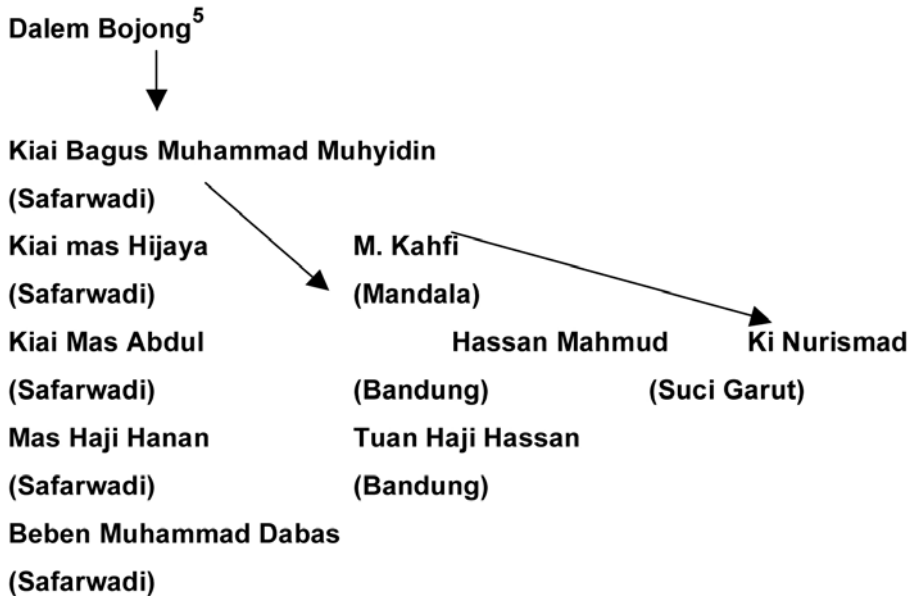 Dalem Bojong5
Kiai Bagus Muhammad Muhyidin
(Safarwadi)
Kiai mas Hijaya M. Kahfi
(Safarwadi) (Mandala)
Kiai Mas Abdul Hassan Mahmud Ki Nurismad
(Safarwadi) (Bandung) (Suci Garut)
Mas Haji Hanan Tuan Haji Hassan
(Safarwadi) (Bandung)
Beben Muhammad Dabas
(Safarwadi)